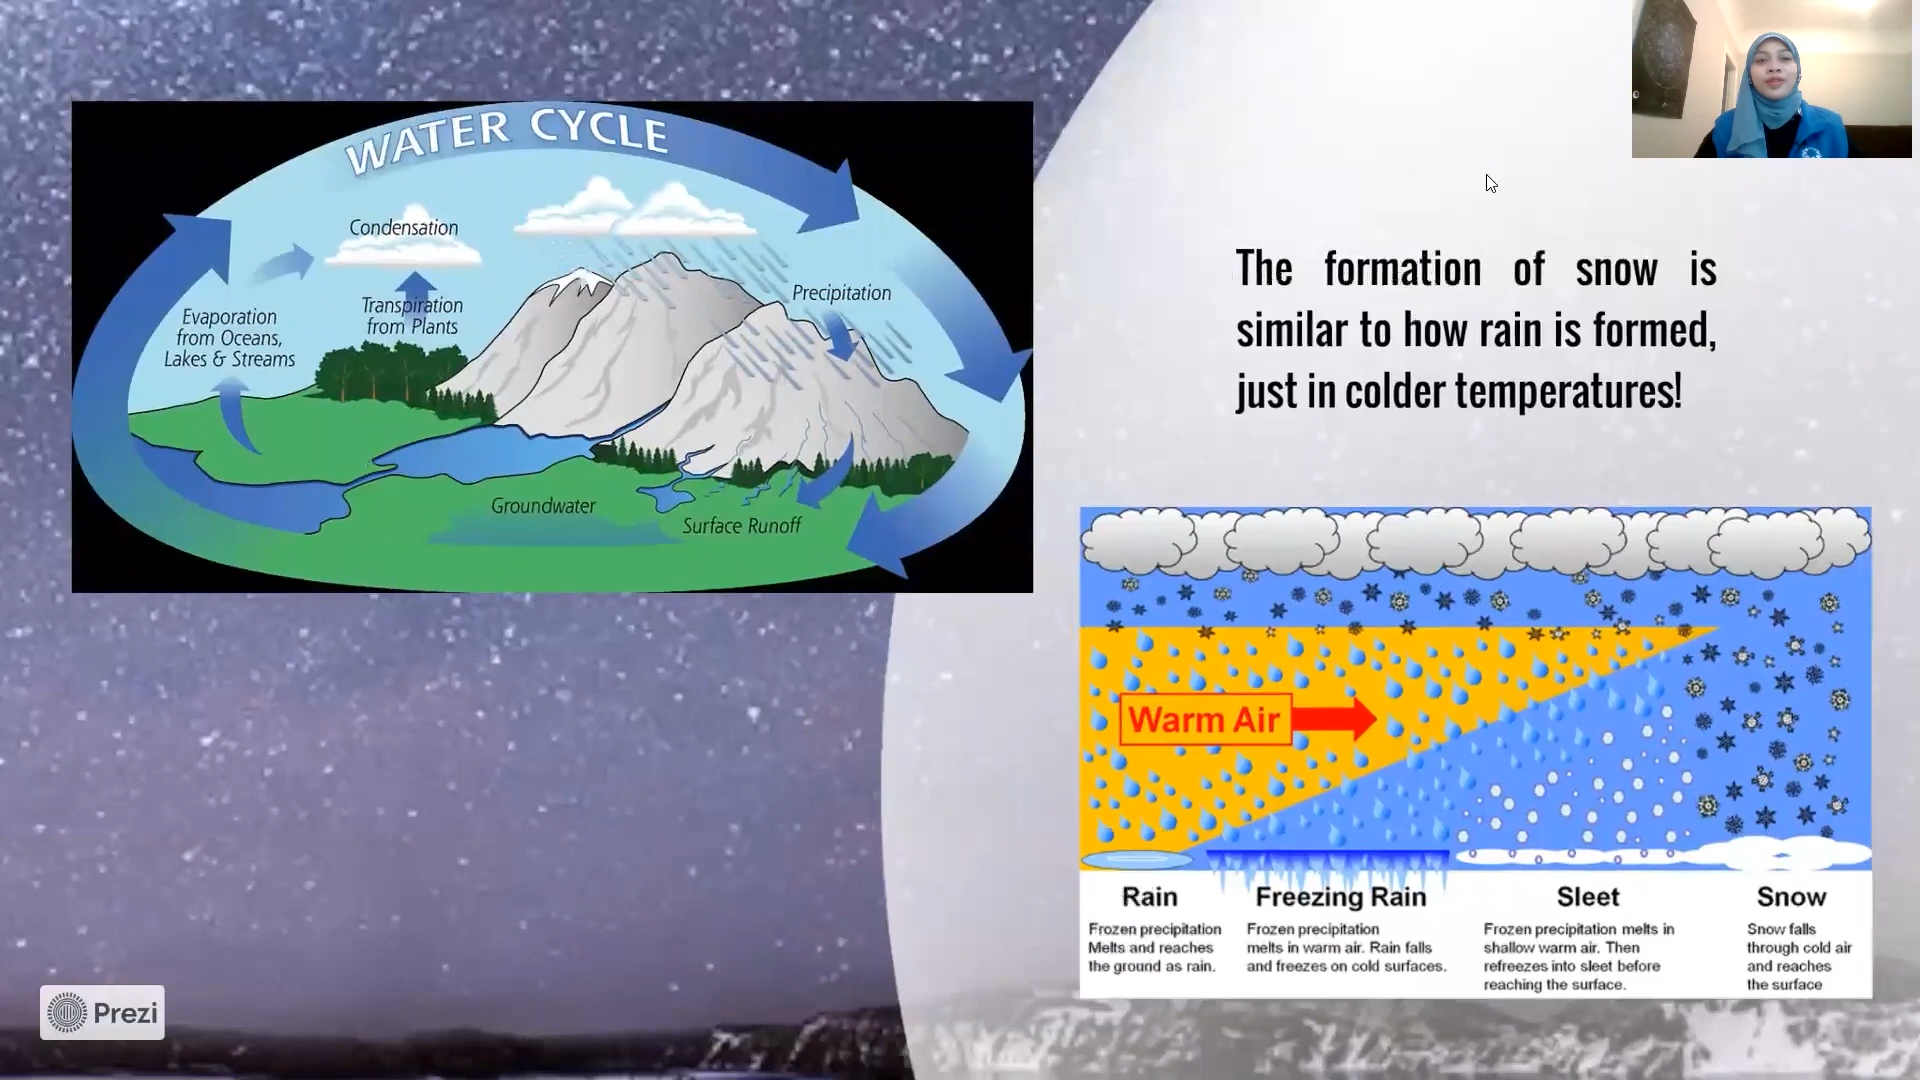 WATER CYCLE
Condensation
Precipitation
Transpiration
from Plants
Evaporation
from Oceans,
Lakes & Streams
Groundwater
Surface Runoff
The formation of snow is
similar to how rain is formed,
just in colder temperatures!
Warm Air
Rain
Frozen precipitation
Melts and reaches
the ground as rain.
Freezing Rain
Frozen precipitation
melts in warm air. Rain falls
and freezes on cold surfaces.
Sleet
Frozen precipitation melts in
shallow warm air. Then
refreezes into sleet before
reaching the surface.
Snow
Snow falls
through cold air
and reaches
the surface
Prezi